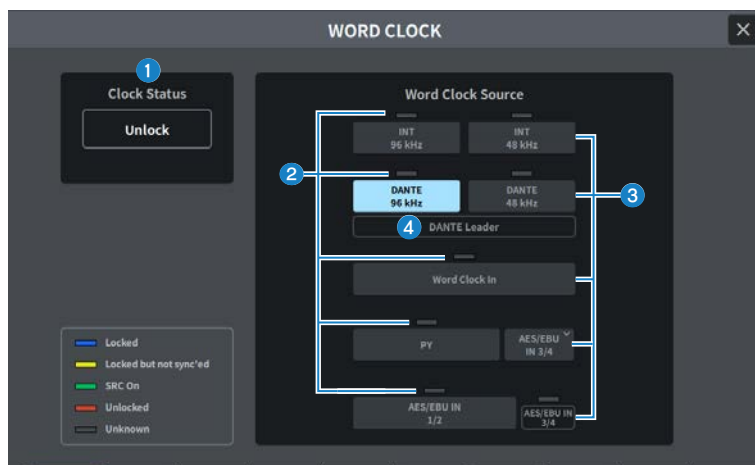 WORD CLOCK
×
1
Clock Status
Unlock
Word Clock Source
INT
96 kHz
INT
48 kHz
2
DANTE
96 kHz
DANTE
48 kHz
3
4
DANTE Leader
Word Clock In
PY
AES/EBU
IN 3/4
AES/EBU IN
1/2
AES/EBU IN
3/4
Locked
Locked but not sync'ed
SRC On
Unlocked
Unknown